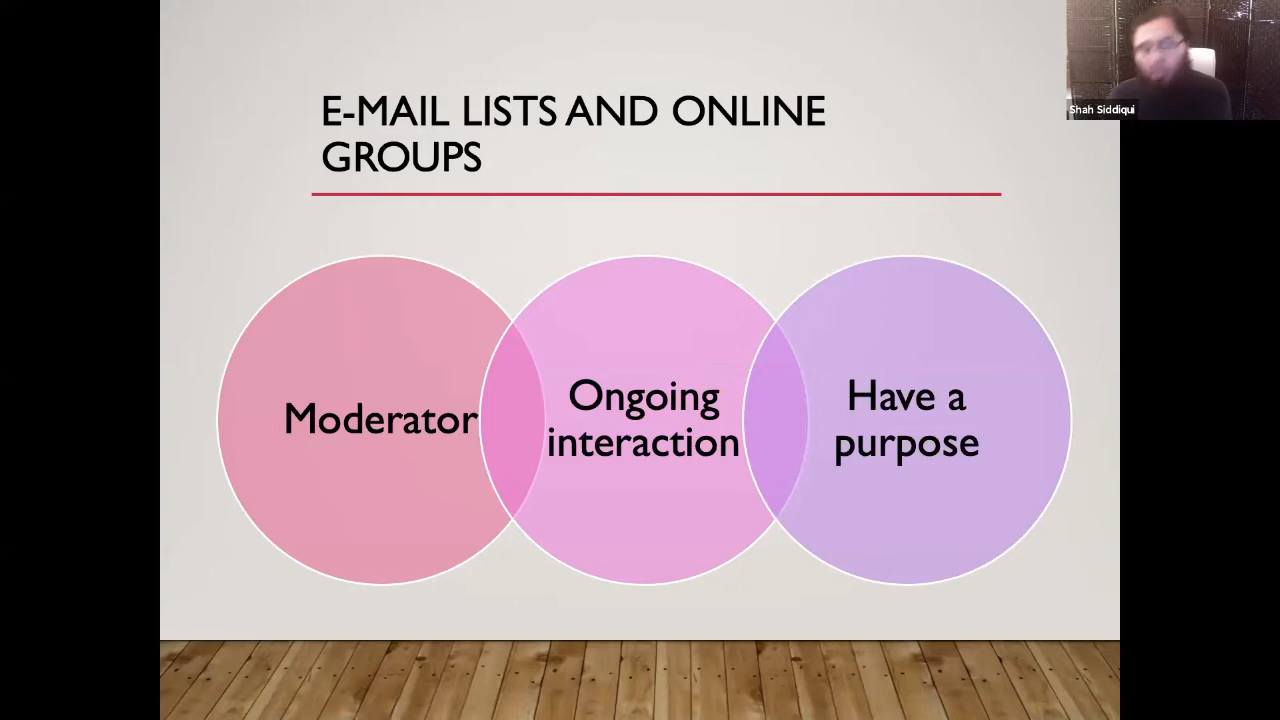 E-MAIL LISTS AND ONLINE
GROUPS
Shah Siddiqui
Moderator
Ongoing
interaction
Have a
purpose